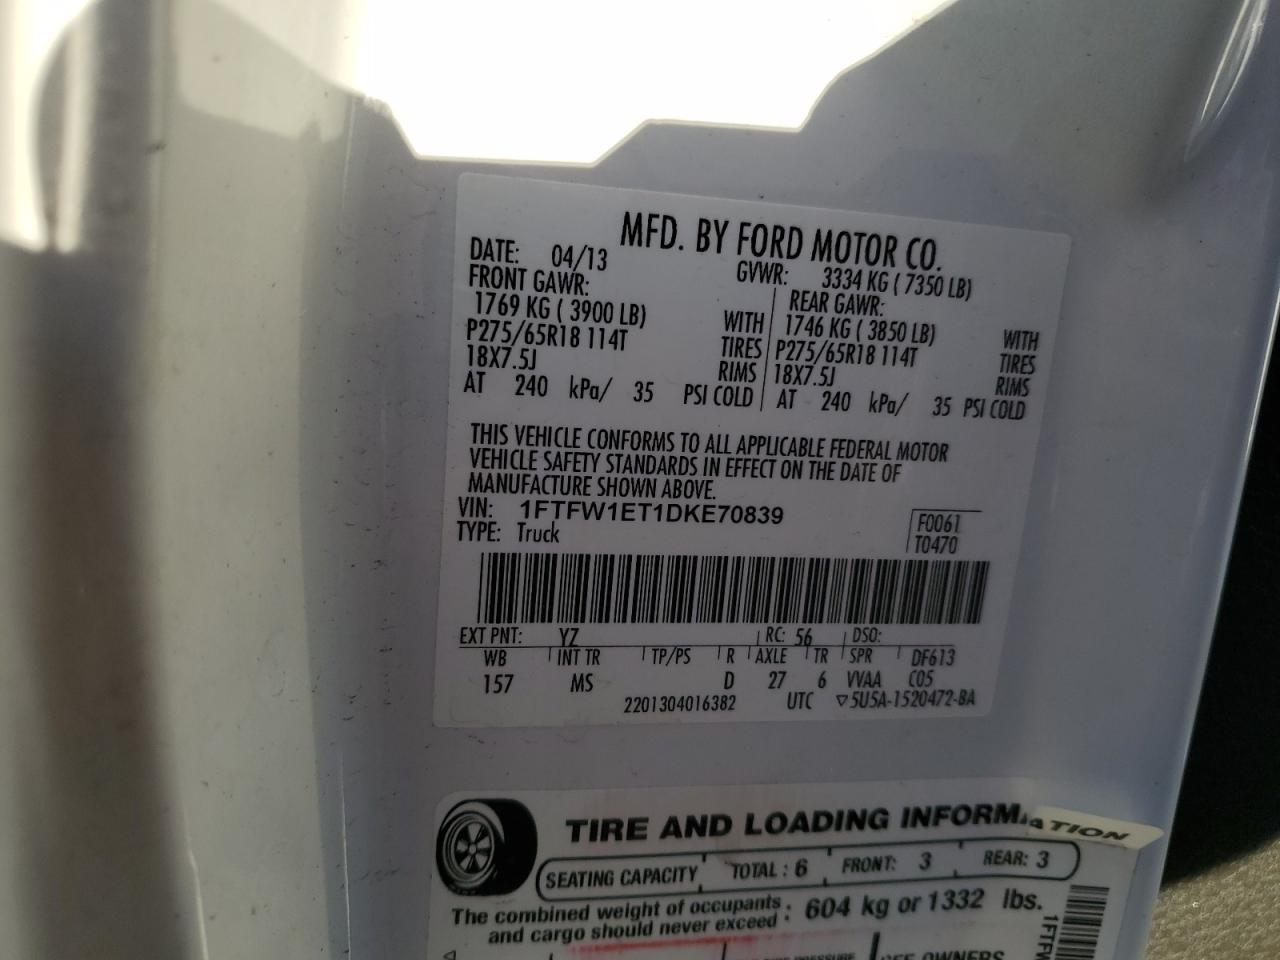 MFD. BY FORD MOTOR CO.
DATE: 04/13 GVWR: 3334 KG ( 7350 LB)
FRONT GAWR: REAR GAWR:
1769 KG ( 3900 LB) WITH 1746 KG ( 3850 LB) WITH
P275/65R18 114T TIRES P275/65R18 114T TIRES
18X7.5J RIMS 18X7.5J RIMS
AT 240 kPa/ 35 PSI COLD AT 240 kPa/ 35 PSI COLD
THIS VEHICLE CONFORMS TO ALL APPLICABLE FEDERAL MOTOR
VEHICLE SAFETY STANDARDS IN EFFECT ON THE DATE OF
MANUFACTURE SHOWN ABOVE.
VIN: 1FTFW1ET1DKE70839 F0061
TYPE: Truck T0470
EXT PNT: YZ RC: 56 DSO:
WB INT TR TP/PS R AXLE TR SPR DF613
157 MS D 27 6 VVAA C05
2201304016382 UTC ▽5U5A-1520472-BA
TIRE AND LOADING INFORMATION
SEATING CAPACITY TOTAL : 6 FRONT: 3 REAR: 3
The combined weight of occupants : 604 kg or 1332 lbs.
and cargo should never exceed
PRESSURE SEE OWNERS
1FTFW